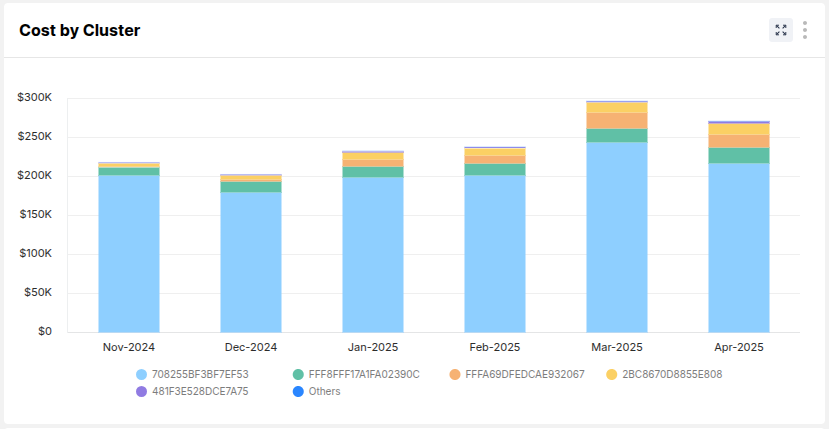 Cost by Cluster
$300K
$250K
$200K
$150K
$100K
$50K
$0
Nov-2024 Dec-2024 Jan-2025 Feb-2025 Mar-2025 Apr-2025
708255BF3BF7EF53 FFF8FFF17A1FA02390C FFFA69DFEDCAE932067 2BC8670D8855E808
481F3E528DCE7A75 Others